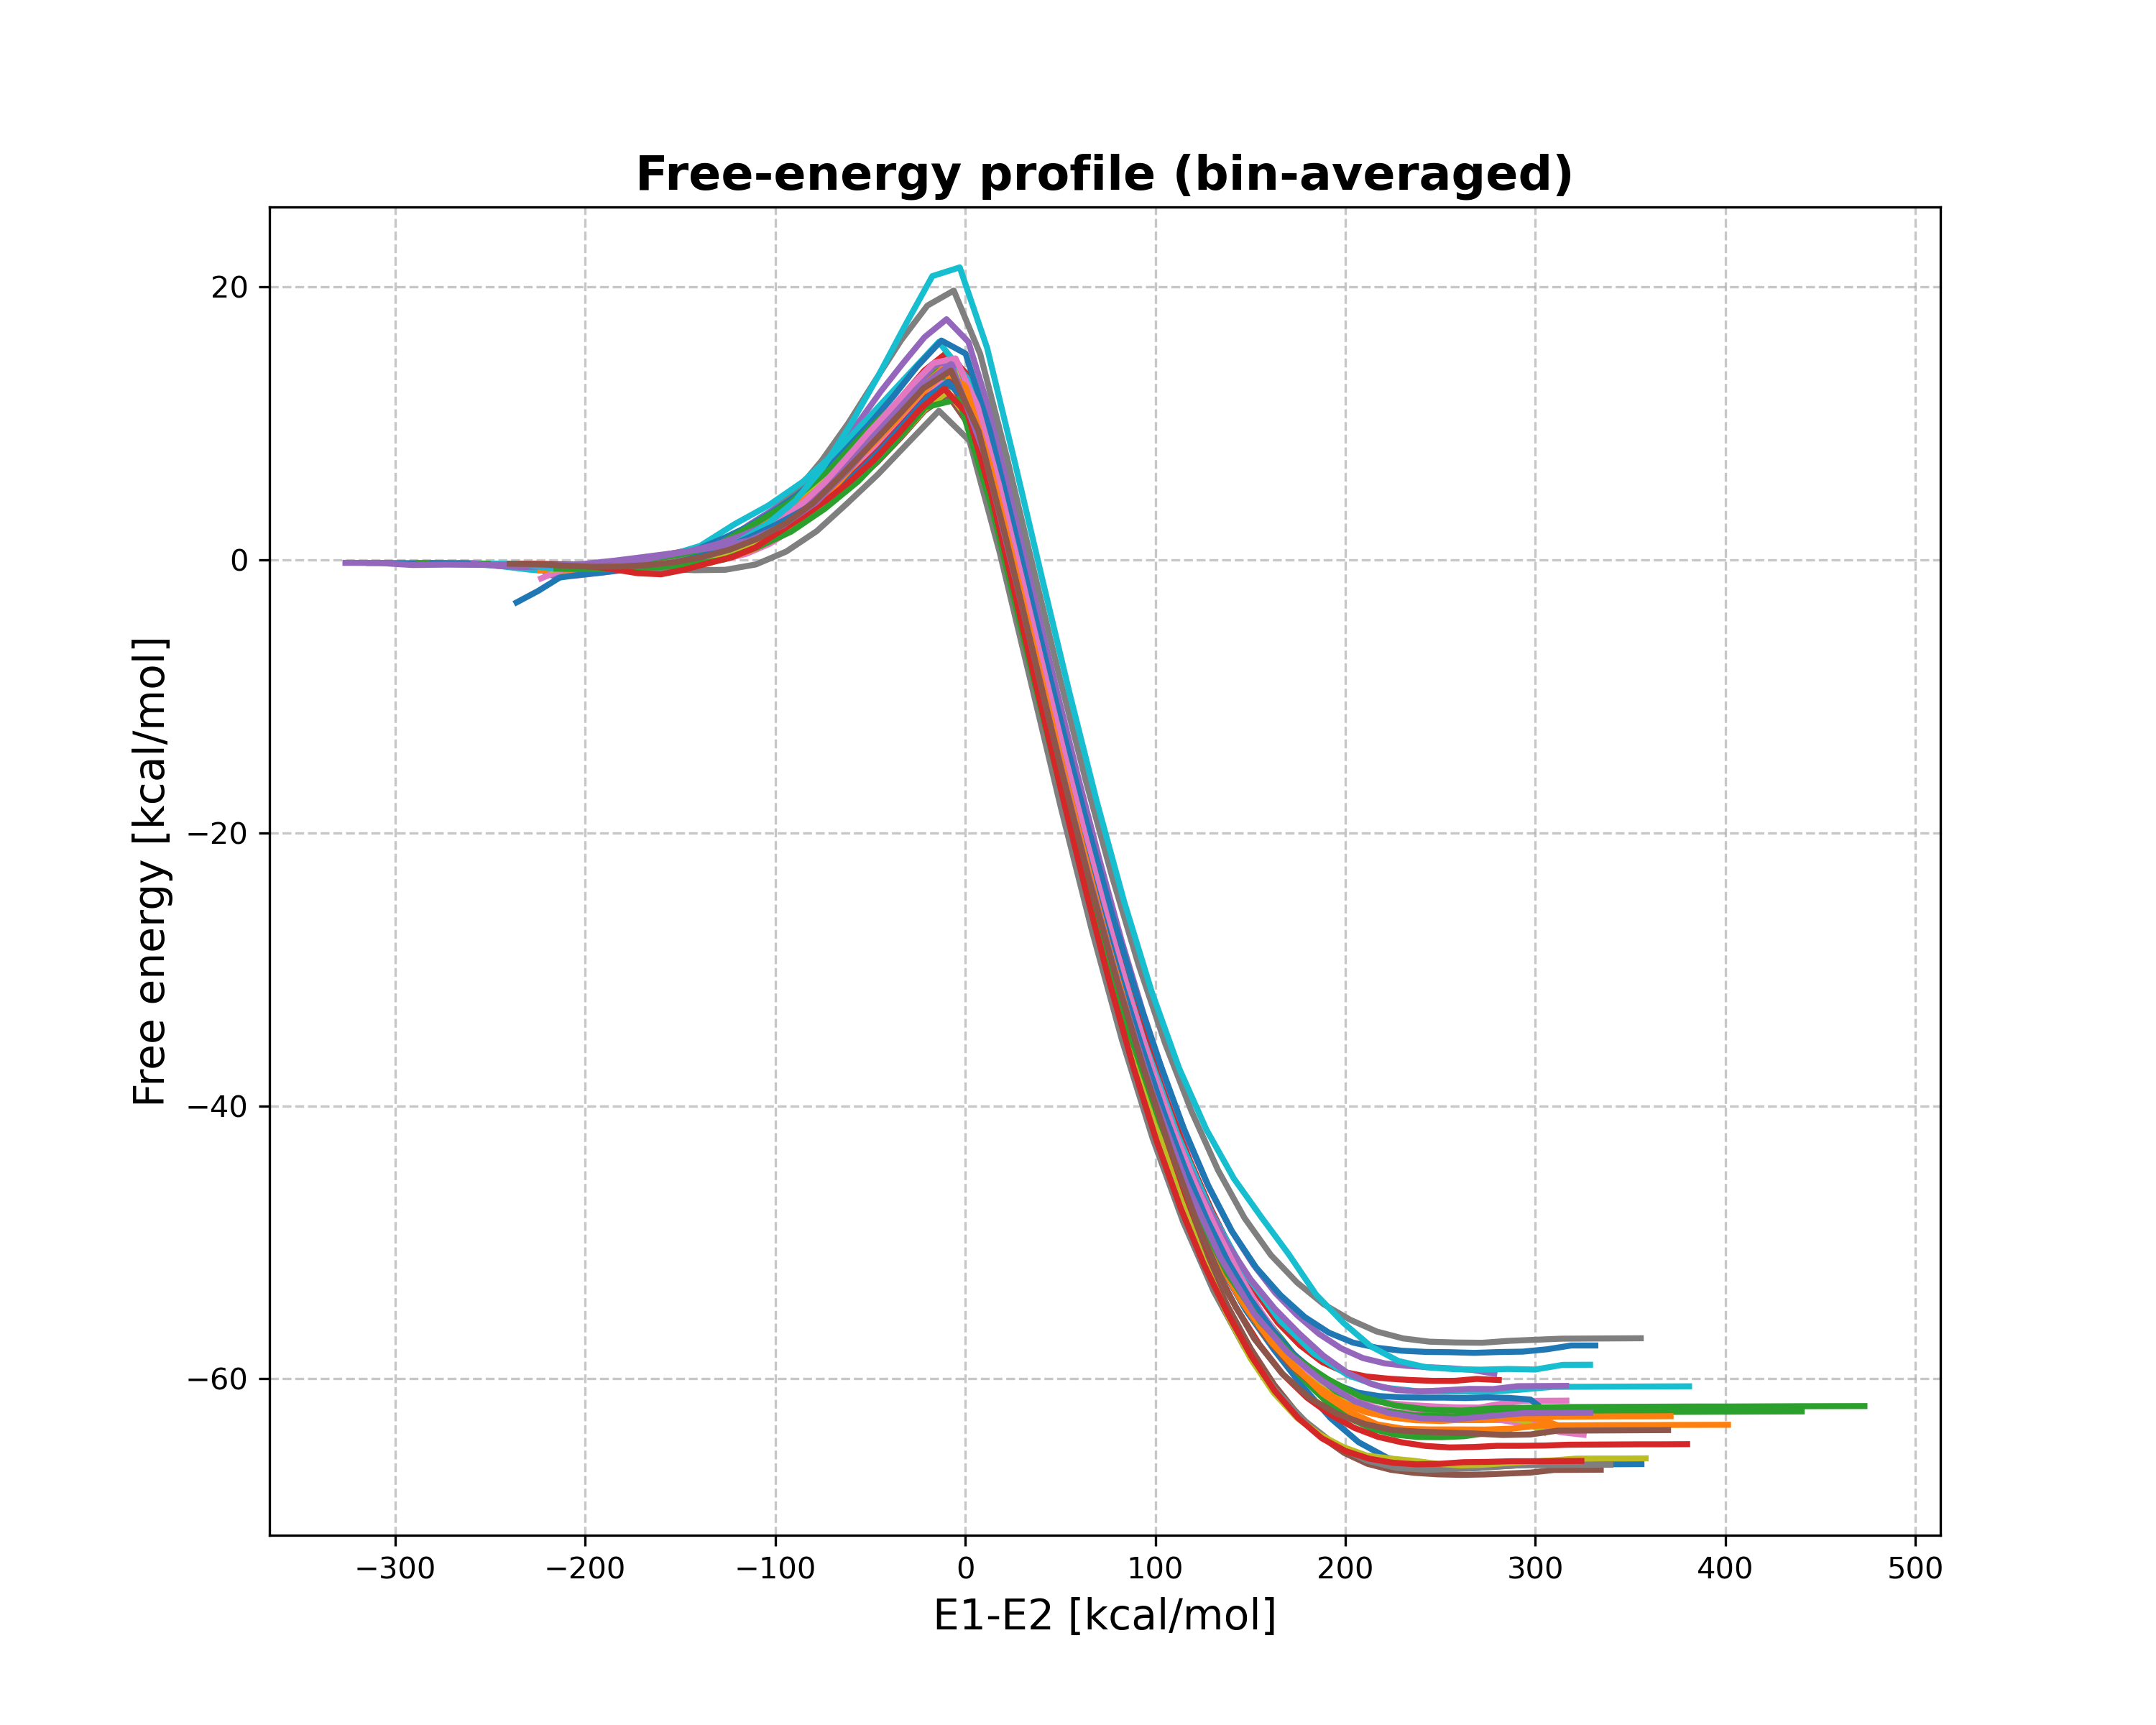 Free-energy profile (bin-averaged)
20
0
−20
−40
−60
Free energy [kcal/mol]
−300 −200 −100 0 100 200 300 400 500
E1-E2 [kcal/mol]